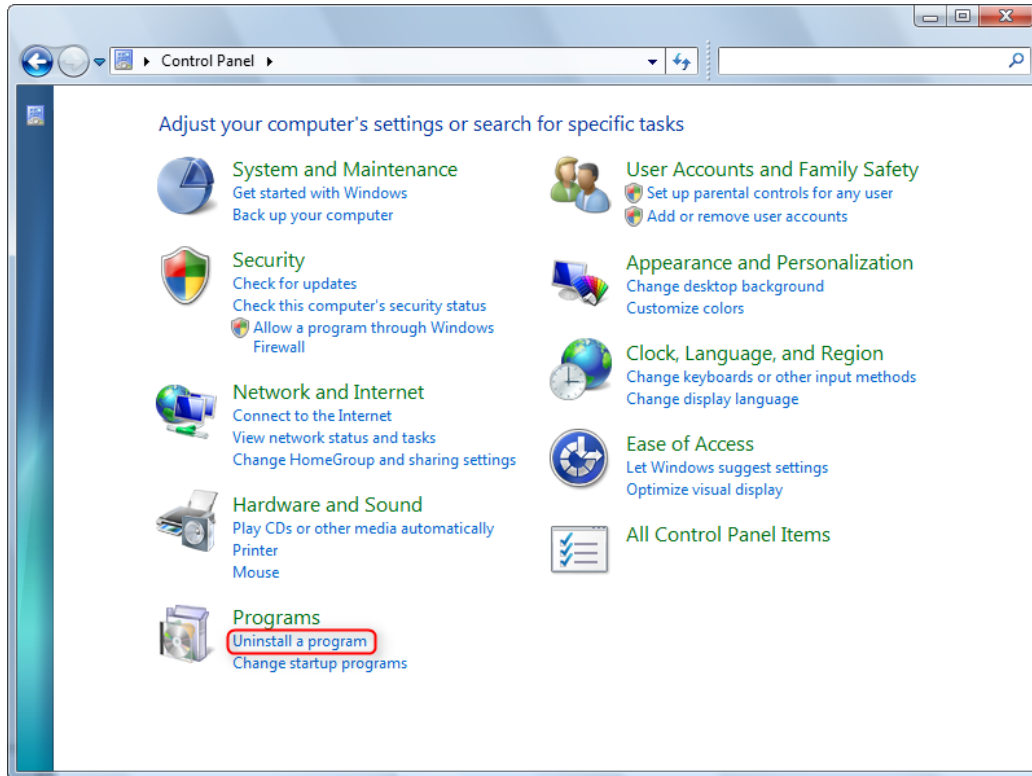 Control Panel
Adjust your computer's settings or search for specific tasks
System and Maintenance
Get started with Windows
Back up your computer
Security
Check for updates
Check this computer's security status
Allow a program through Windows
Firewall
Network and Internet
Connect to the Internet
View network status and tasks
Change HomeGroup and sharing settings
Hardware and Sound
Play CDs or other media automatically
Printer
Mouse
Programs
Uninstall a program
Change startup programs
User Accounts and Family Safety
Set up parental controls for any user
Add or remove user accounts
Appearance and Personalization
Change desktop background
Customize colors
Clock, Language, and Region
Change keyboards or other input methods
Change display language
Ease of Access
Let Windows suggest settings
Optimize visual display
All Control Panel Items